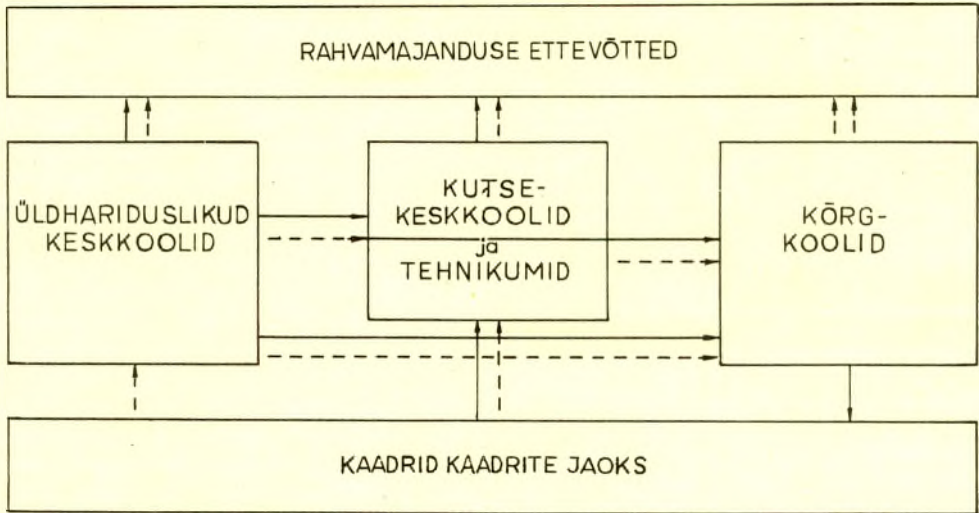 RAHVAMAJANDUSE ETTEVÕTTED
ÜLDHARIDUSLIKUD
KESKKOOLID
KUTSE-
KESKKOOLID
ja
TEHNIKUMID
KÕRG-
KOOLID
KAADRID KAADRITE JAOKS